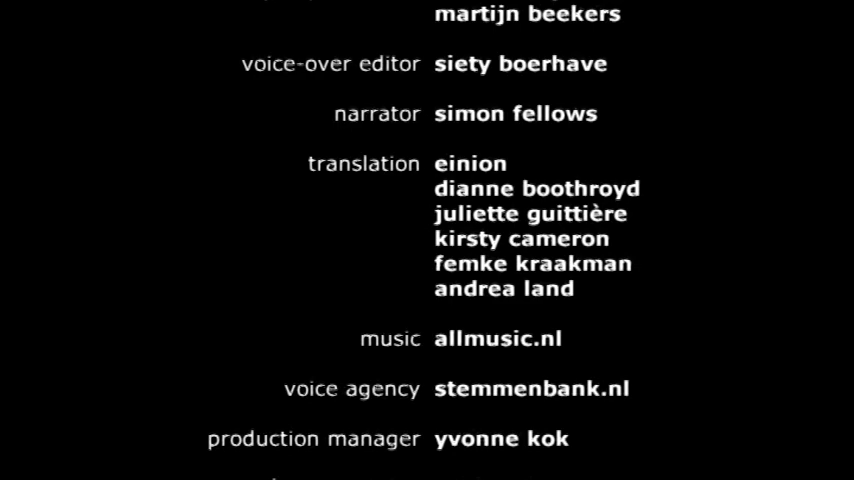 martijn beekers
voice-over editor siety boerhave
narrator simon fellows
translation einion
dianne boothroyd
juliette guittière
kirsty cameron
femke kraakman
andrea land
music allmusic.nl
voice agency stemmenbank.nl
production manager yvonne kok